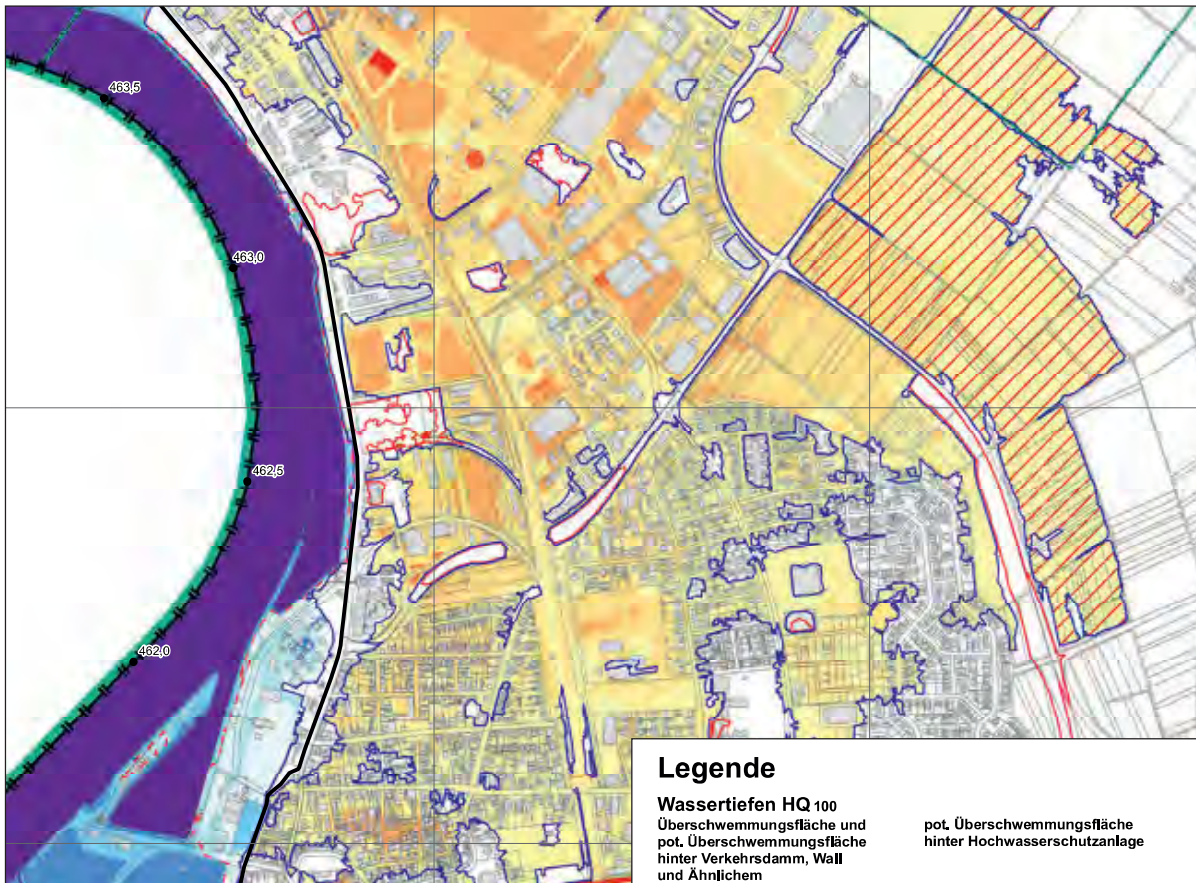 463,5
463,0
462,5
462,0
Legende
Wassertiefen HQ 100
Überschwemmungsfläche und
pot. Überschwemmungsfläche
hinter Verkehrsdamm, Wall
und Ähnlichem
pot. Überschwemmungsfläche
hinter Hochwasserschutzanlage